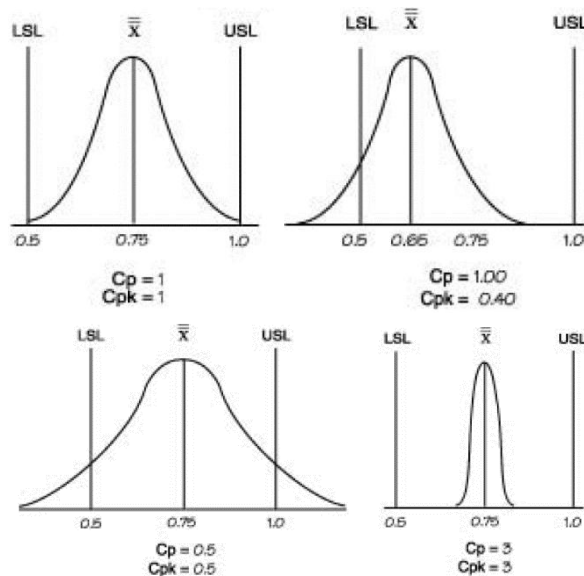 LSL X̿ USL
0.5 0.75 1.0
Cp = 1
Cpk = 1
LSL X̿ USL
0.5 0.65 0.75 1.0
Cp = 1.00
Cpk = 0.40
LSL X̿ USL
0.5 0.75 1.0
Cp = 0.5
Cpk = 0.5
LSL X̿ USL
0.5 0.75 1.0
Cp = 3
Cpk = 3